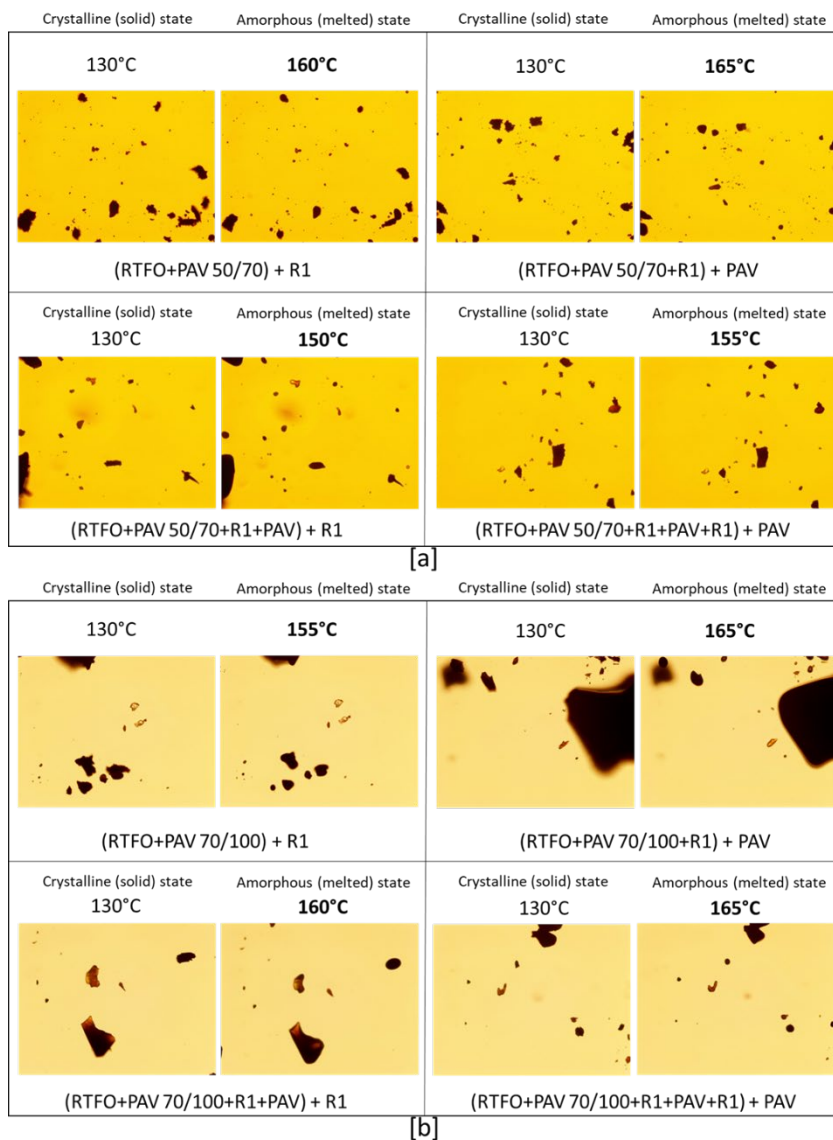 Crystalline (solid) state Amorphous (melted) state Crystalline (solid) state Amorphous (melted) state
130°C 160°C 130°C 165°C
(RTFO+PAV 50/70) + R1 (RTFO+PAV 50/70+R1) + PAV
Crystalline (solid) state Amorphous (melted) state Crystalline (solid) state Amorphous (melted) state
130°C 150°C 130°C 155°C
(RTFO+PAV 50/70+R1+PAV) + R1 (RTFO+PAV 50/70+R1+PAV+R1) + PAV
[a]
Crystalline (solid) state Amorphous (melted) state Crystalline (solid) state Amorphous (melted) state
130°C 155°C 130°C 165°C
(RTFO+PAV 70/100) + R1 (RTFO+PAV 70/100+R1) + PAV
Crystalline (solid) state Amorphous (melted) state Crystalline (solid) state Amorphous (melted) state
130°C 160°C 130°C 165°C
(RTFO+PAV 70/100+R1+PAV) + R1 (RTFO+PAV 70/100+R1+PAV+R1) + PAV
[b]